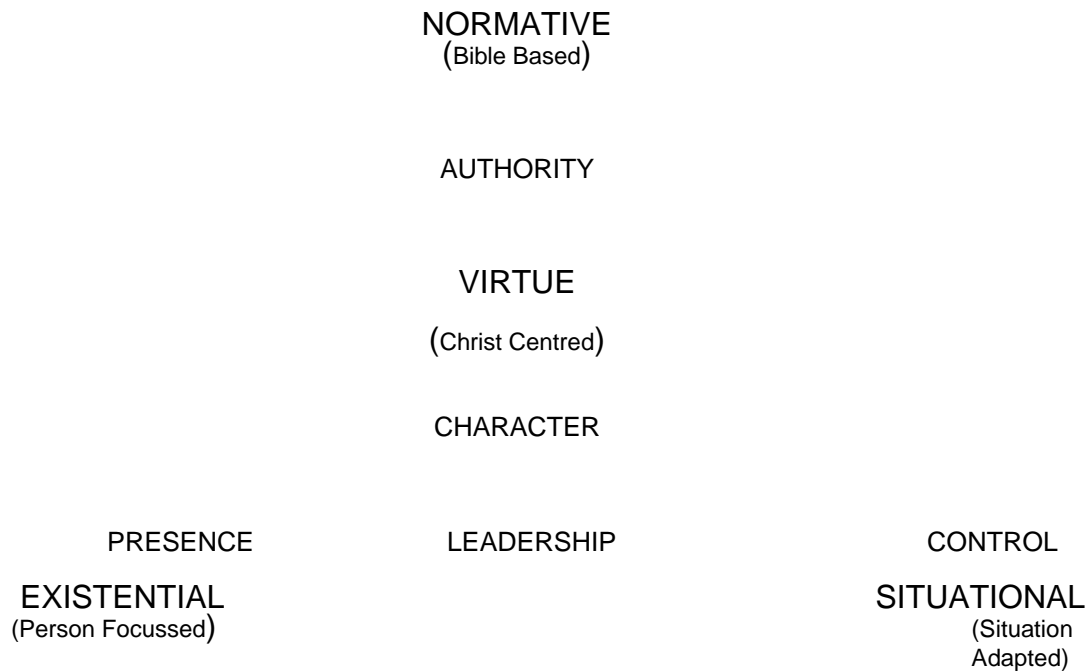 NORMATIVE
(Bible Based)
AUTHORITY
VIRTUE
(Christ Centred)
CHARACTER
PRESENCE LEADERSHIP CONTROL
EXISTENTIAL SITUATIONAL
(Person Focussed) (Situation
Adapted)